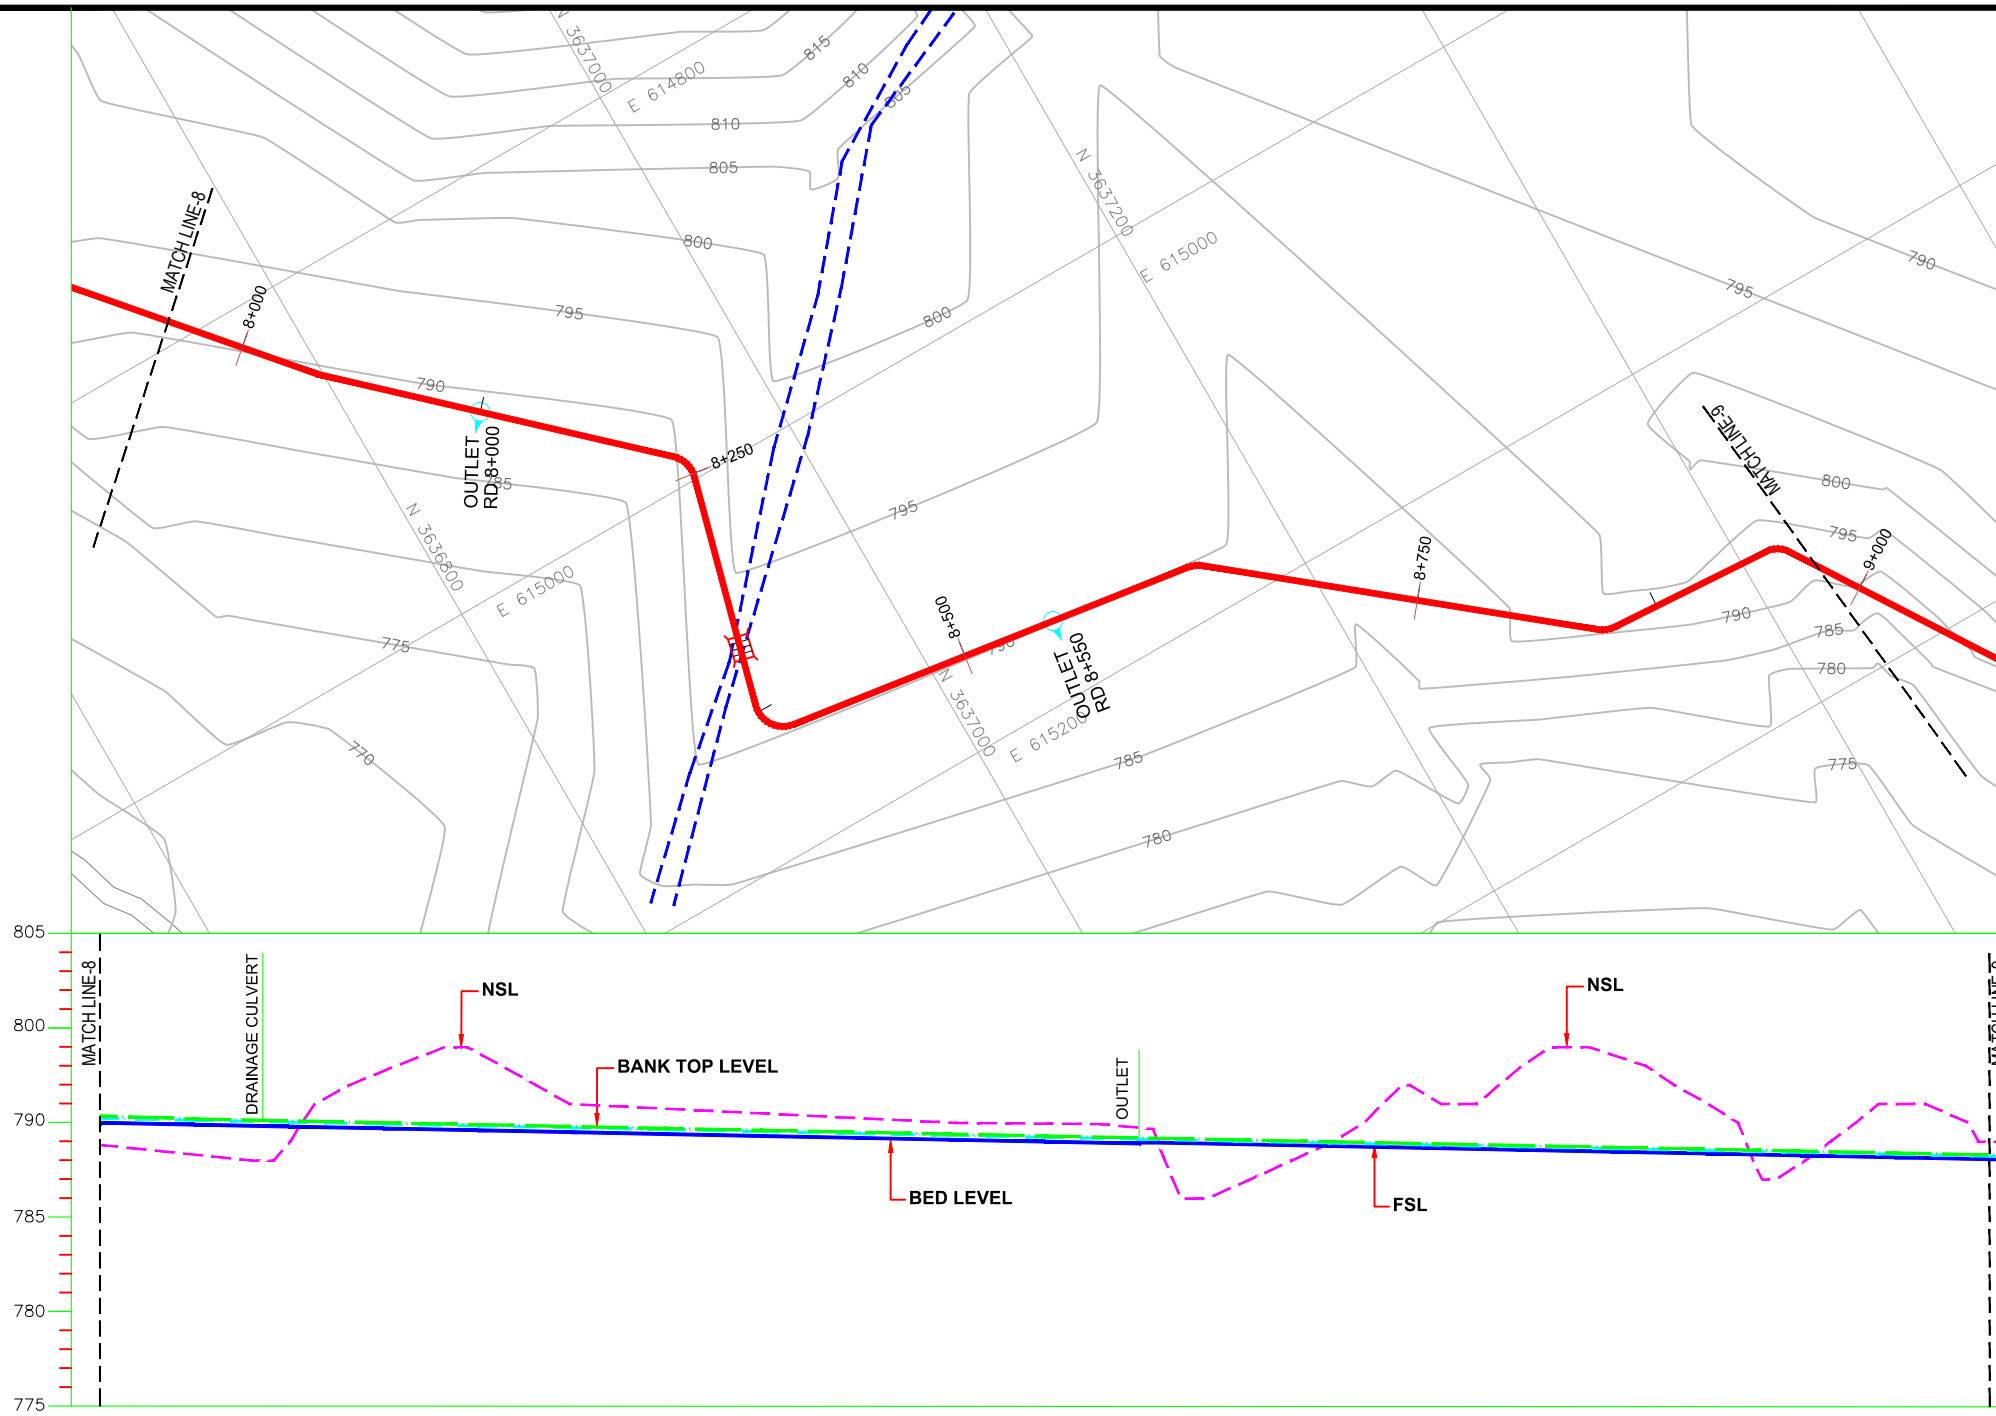 N 3637000
E 614800
815
810
805
810
805
N 3637200
E 615000
MATCH LINE-8
800
790
795
795
8+000
800
790
MATCH LINE-9
8+250
OUTLET
RD 8+000
785
800
795
N 3636800
795
8+750
9+000
E 615000
775
8+500
790
785
780
OUTLET
RD 8+550
N 3637000
E 615200
770
785
775
780
805
MATCH LINE-8
DRAINAGE CULVERT
NSL
NSL
800
BANK TOP LEVEL
OUTLET
790
BED LEVEL
FSL
785
780
775